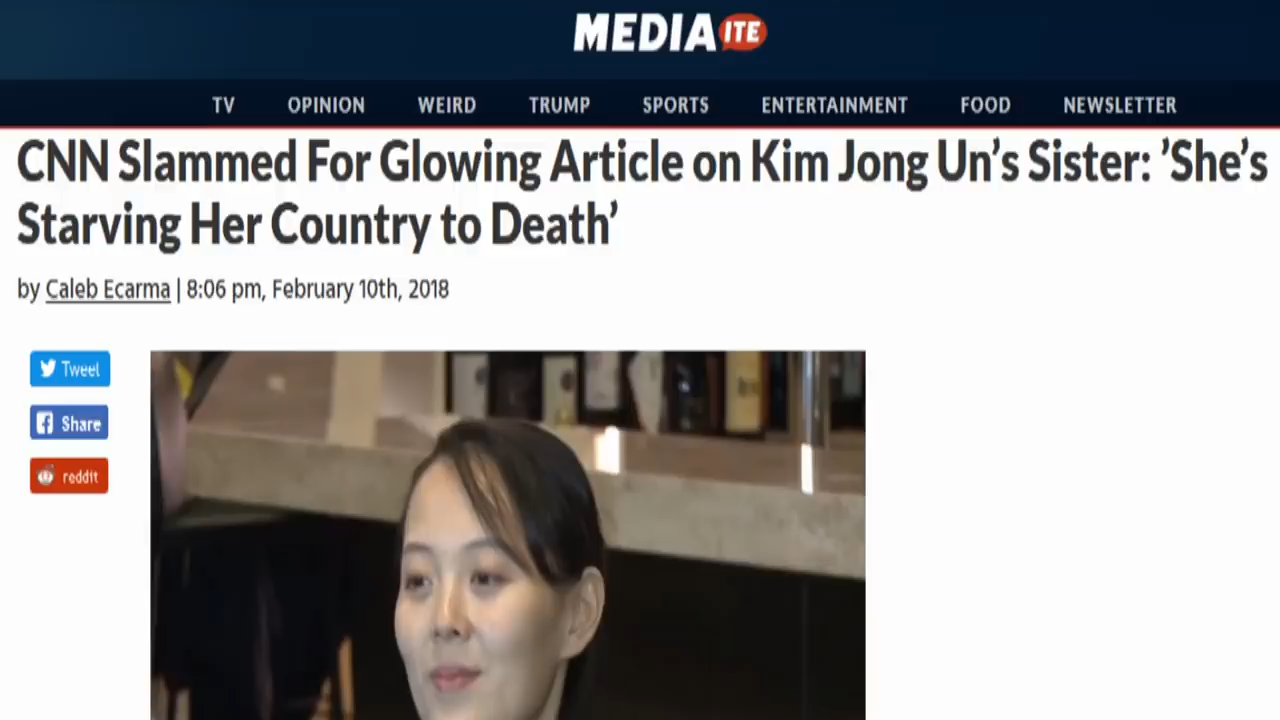 MEDIAITE
TV OPINION WEIRD TRUMP SPORTS ENTERTAINMENT FOOD NEWSLETTER
CNN Slammed For Glowing Article on Kim Jong Un’s Sister: ’She’s
Starving Her Country to Death’
by Caleb Ecarma | 8:06 pm, February 10th, 2018
Tweet
Share
reddit